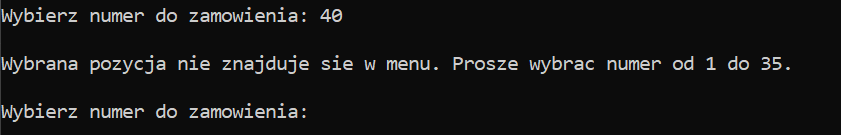 Wybierz numer do zamowienia: 40
Wybrana pozycja nie znajduje sie w menu. Prosze wybrac numer od 1 do 35.
Wybierz numer do zamowienia: